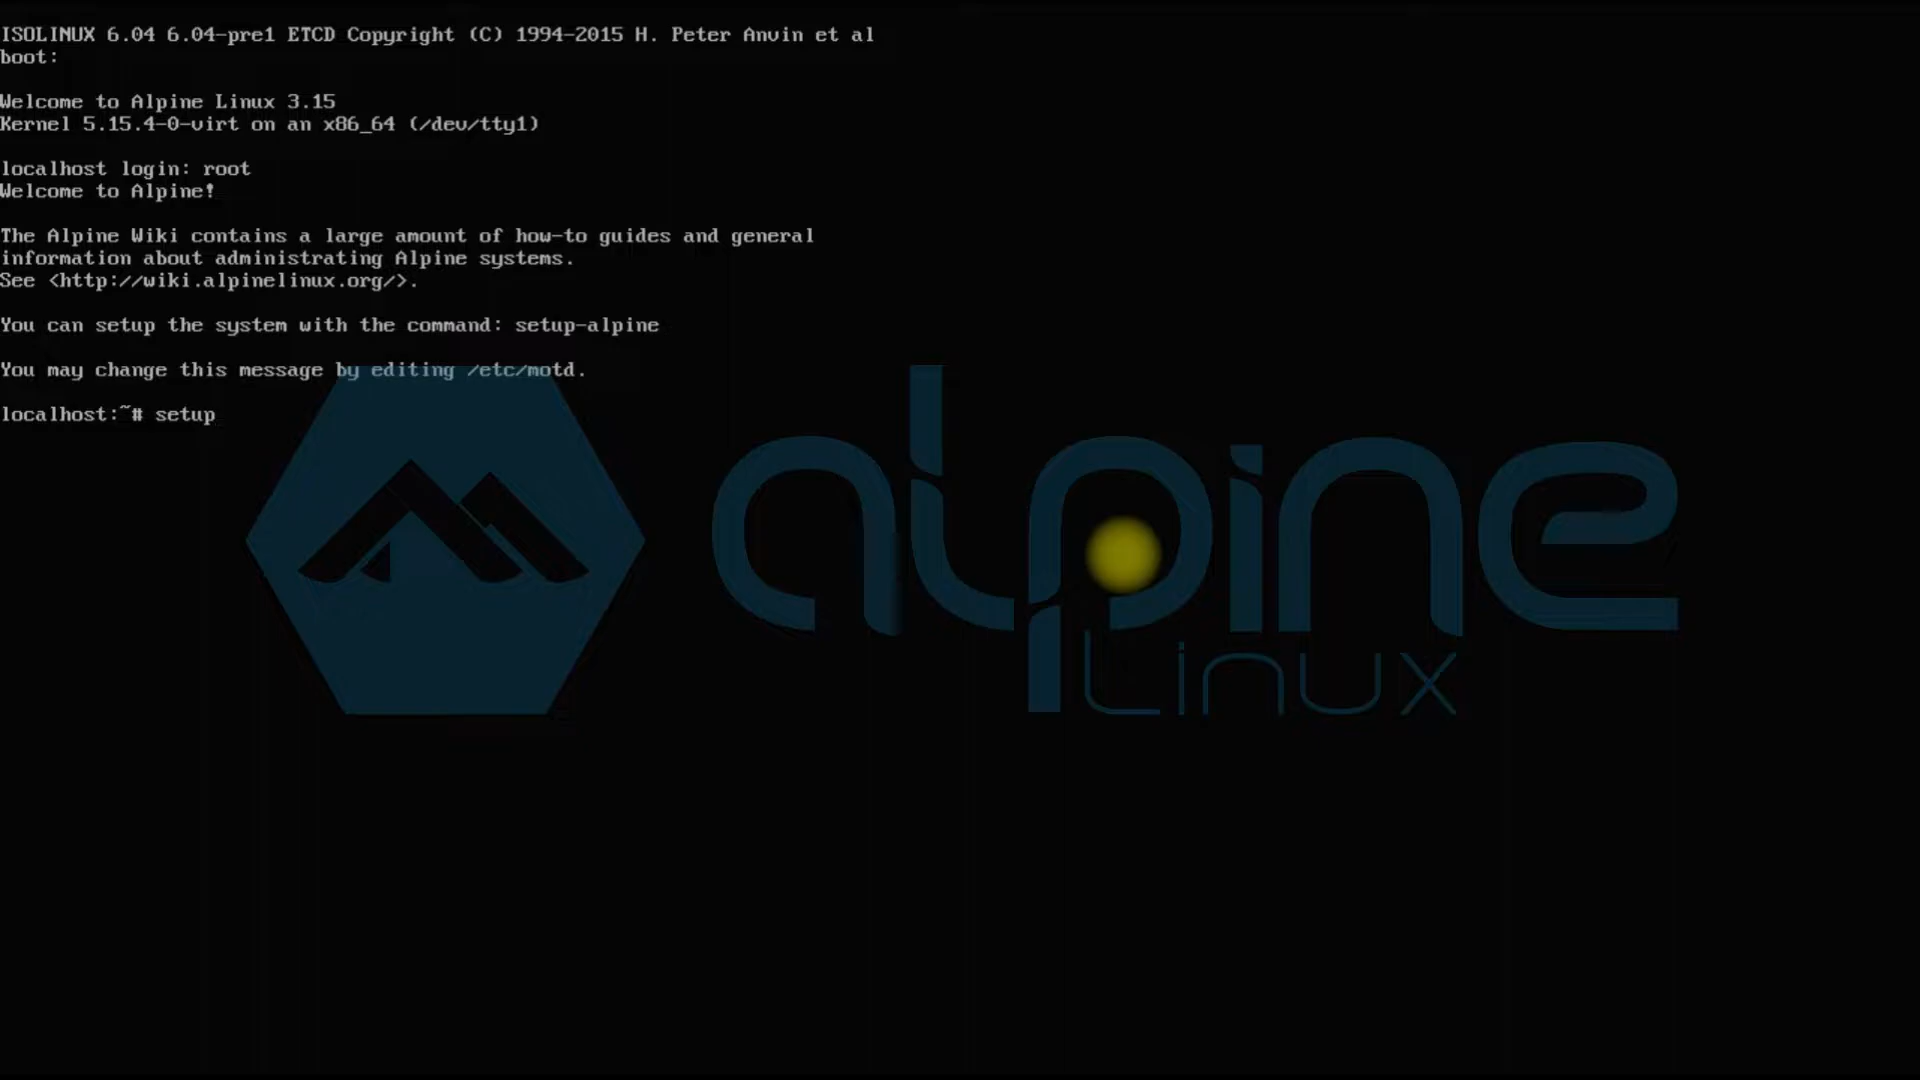 ISOLINUX 6.04 6.04-pre1 ETCD Copyright (C) 1994-2015 H. Peter Anvin et al
boot:
Welcome to Alpine Linux 3.15
Kernel 5.15.4-0-virt on an x86_64 (/dev/tty1)
localhost login: root
Welcome to Alpine!
The Alpine Wiki contains a large amount of how-to guides and general
information about administrating Alpine systems.
See <http://wiki.alpinelinux.org/>.
You can setup the system with the command: setup-alpine
You may change this message by editing /etc/motd.
localhost:~# setup
alpine
Linux